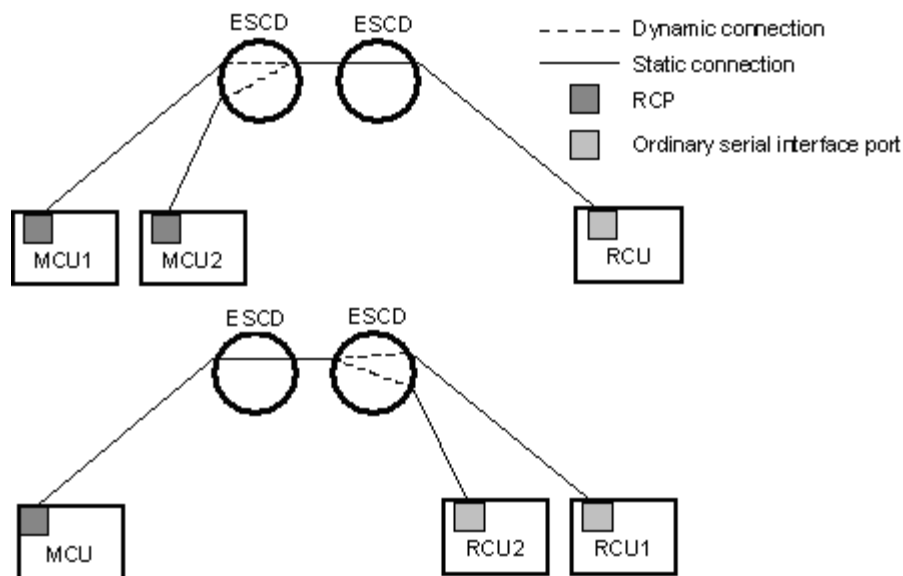 ESCD ESCD
Dynamic connection
Static connection
RCP
Ordinary serial interface port
MCU1 MCU2 RCU
ESCD ESCD
MCU RCU2 RCU1